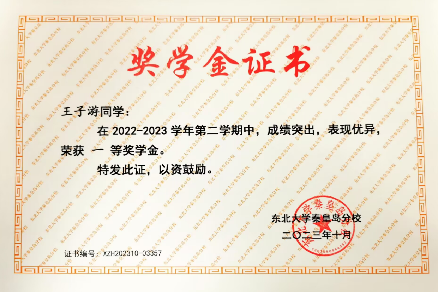 奖学金证书
王子游同学:
在 2022-2023 学年第二学期中，成绩突出，表现优异，
荣获 一 等奖学金。
特发此证，以资鼓励。
东北大学秦皇岛分校
二〇二三年十月
证书编号：XZH202310-03357